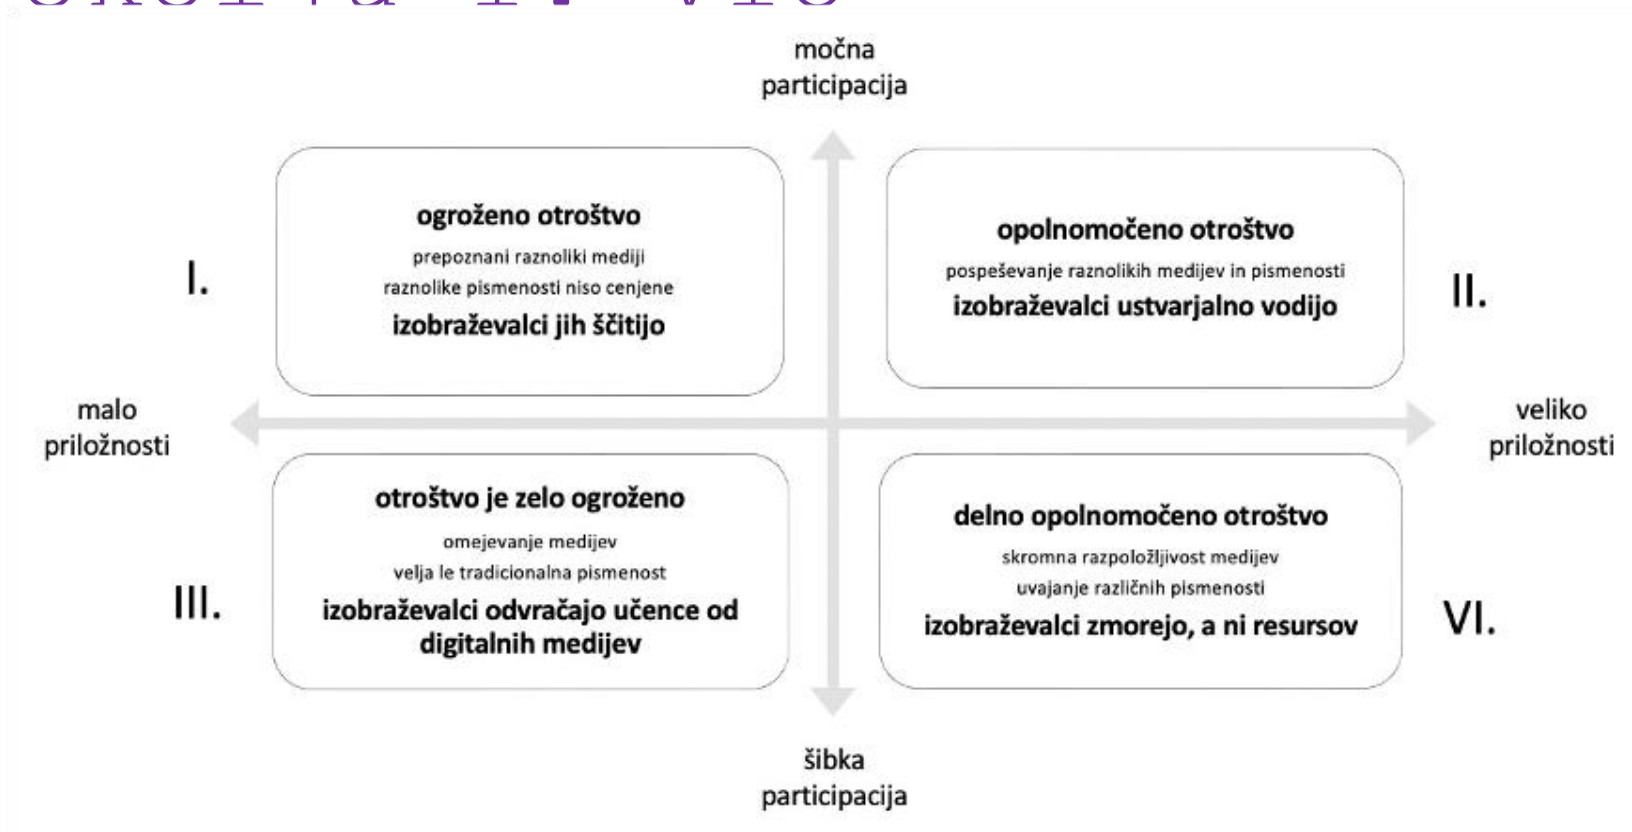 močna
participacija
I.
ogroženo otroštvo
prepoznani raznoliki mediji
raznolike pismenosti niso cenjene
izobraževalci jih ščitijo
opolnomočeno otroštvo
pospeševanje raznolikih medijev in pismenosti
izobraževalci ustvarjalno vodijo
II.
malo
priložnosti
veliko
priložnosti
III.
otroštvo je zelo ogroženo
omejevanje medijev
velja le tradicionalna pismenost
izobraževalci odvračajo učence od
digitalnih medijev
delno opolnomočeno otroštvo
skromna razpoložljivost medijev
uvajanje različnih pismenosti
izobraževalci zmorejo, a ni resursov
VI.
šibka
participacija